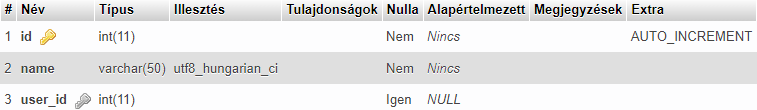 # Név Típus Illesztés Tulajdonságok Nulla Alapértelmezett Megjegyzések Extra
1 id int(11) Nem Nincs AUTO_INCREMENT
2 name varchar(50) utf8_hungarian_ci Nem Nincs
3 user_id int(11) Igen NULL